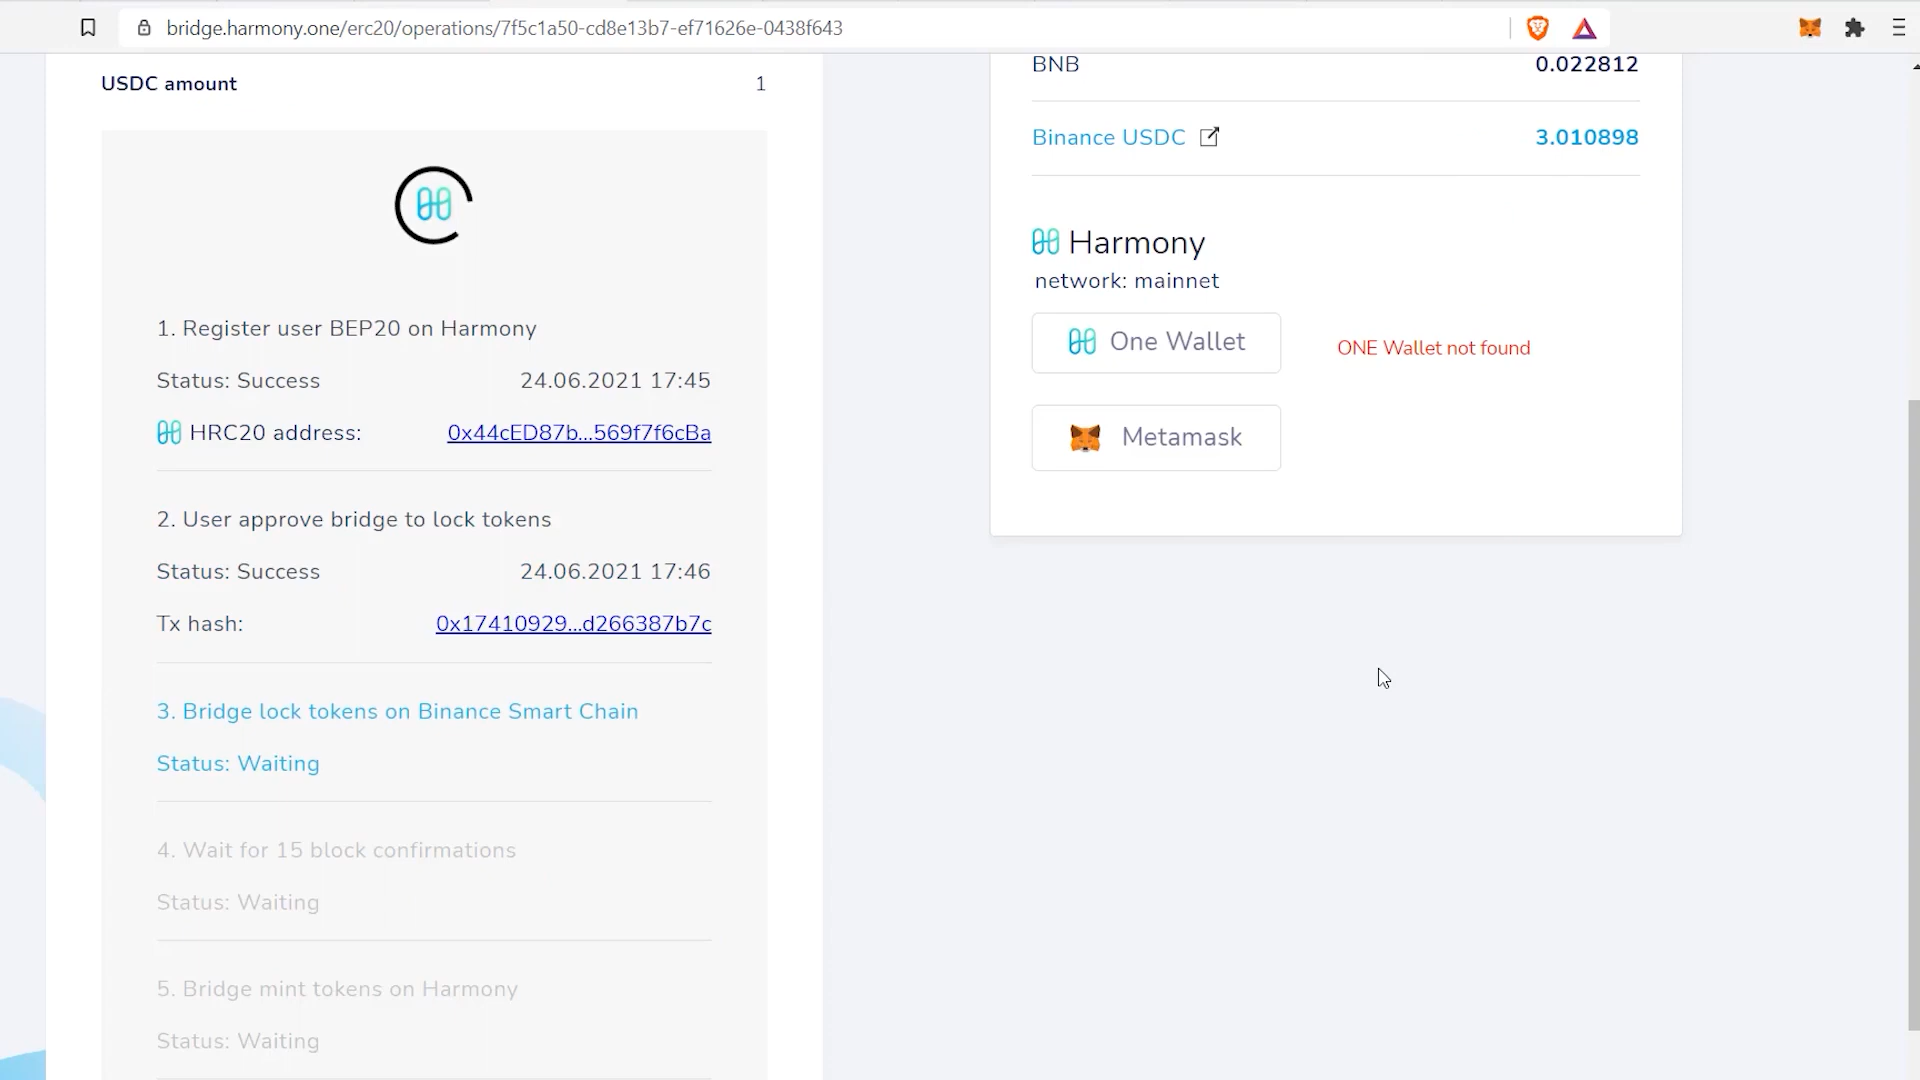 bridge.harmony.one/erc20/operations/7f5c1a50-cd8e13b7-ef71626e-0438f643
USDC amount 1
1. Register user BEP20 on Harmony
Status: Success 24.06.2021 17:45
HRC20 address: 0x44cED87b...569f7f6cBa
2. User approve bridge to lock tokens
Status: Success 24.06.2021 17:46
Tx hash: 0x17410929...d266387b7c
3. Bridge lock tokens on Binance Smart Chain
Status: Waiting
4. Wait for 15 block confirmations
Status: Waiting
5. Bridge mint tokens on Harmony
Status: Waiting
BNB 0.022812
Binance USDC 3.010898
Harmony
network: mainnet
One Wallet
ONE Wallet not found
Metamask